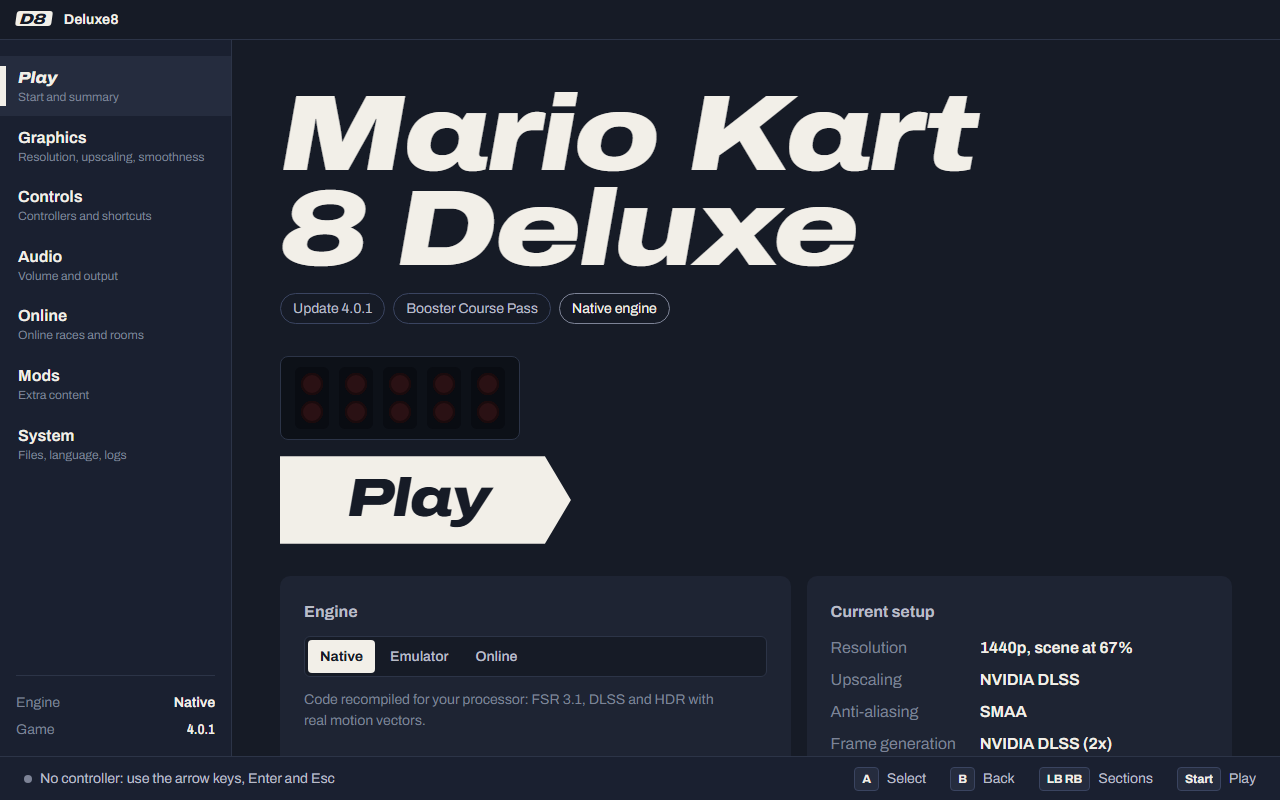 D8 Deluxe8
Play
Start and summary
Graphics
Resolution, upscaling, smoothness
Controls
Controllers and shortcuts
Audio
Volume and output
Online
Online races and rooms
Mods
Extra content
System
Files, language, logs
Engine Native
Game 4.0.1
Mario Kart
8 Deluxe
Update 4.0.1 Booster Course Pass Native engine
Play
Engine
Native Emulator Online
Code recompiled for your processor: FSR 3.1, DLSS and HDR with
real motion vectors.
Current setup
Resolution 1440p, scene at 67%
Upscaling NVIDIA DLSS
Anti-aliasing SMAA
Frame generation NVIDIA DLSS (2x)
No controller: use the arrow keys, Enter and Esc
A Select B Back LB RB Sections Start Play